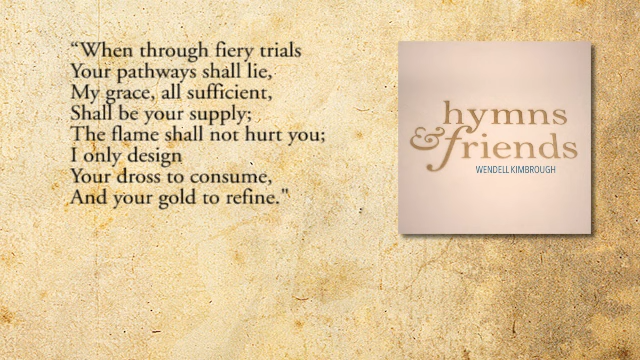 “When through fiery trials
Your pathways shall lie,
My grace, all sufficient,
Shall be your supply;
The flame shall not hurt you;
I only design
Your dross to consume,
And your gold to refine."
hymns
& friends
WENDELL KIMBROUGH